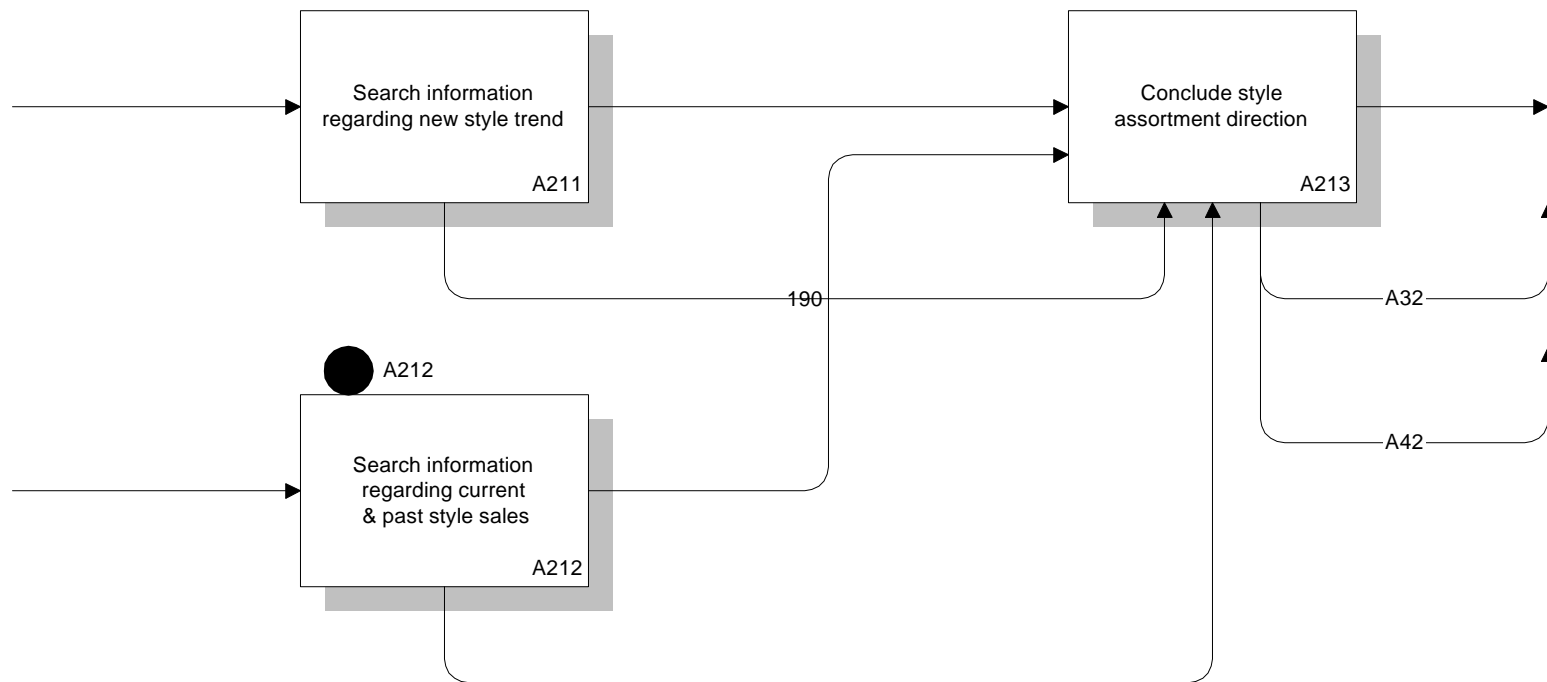 Search information
regarding new style trend
A211
Conclude style
assortment direction
A213
190
A32
A212
A42
Search information
regarding current
& past style sales
A212